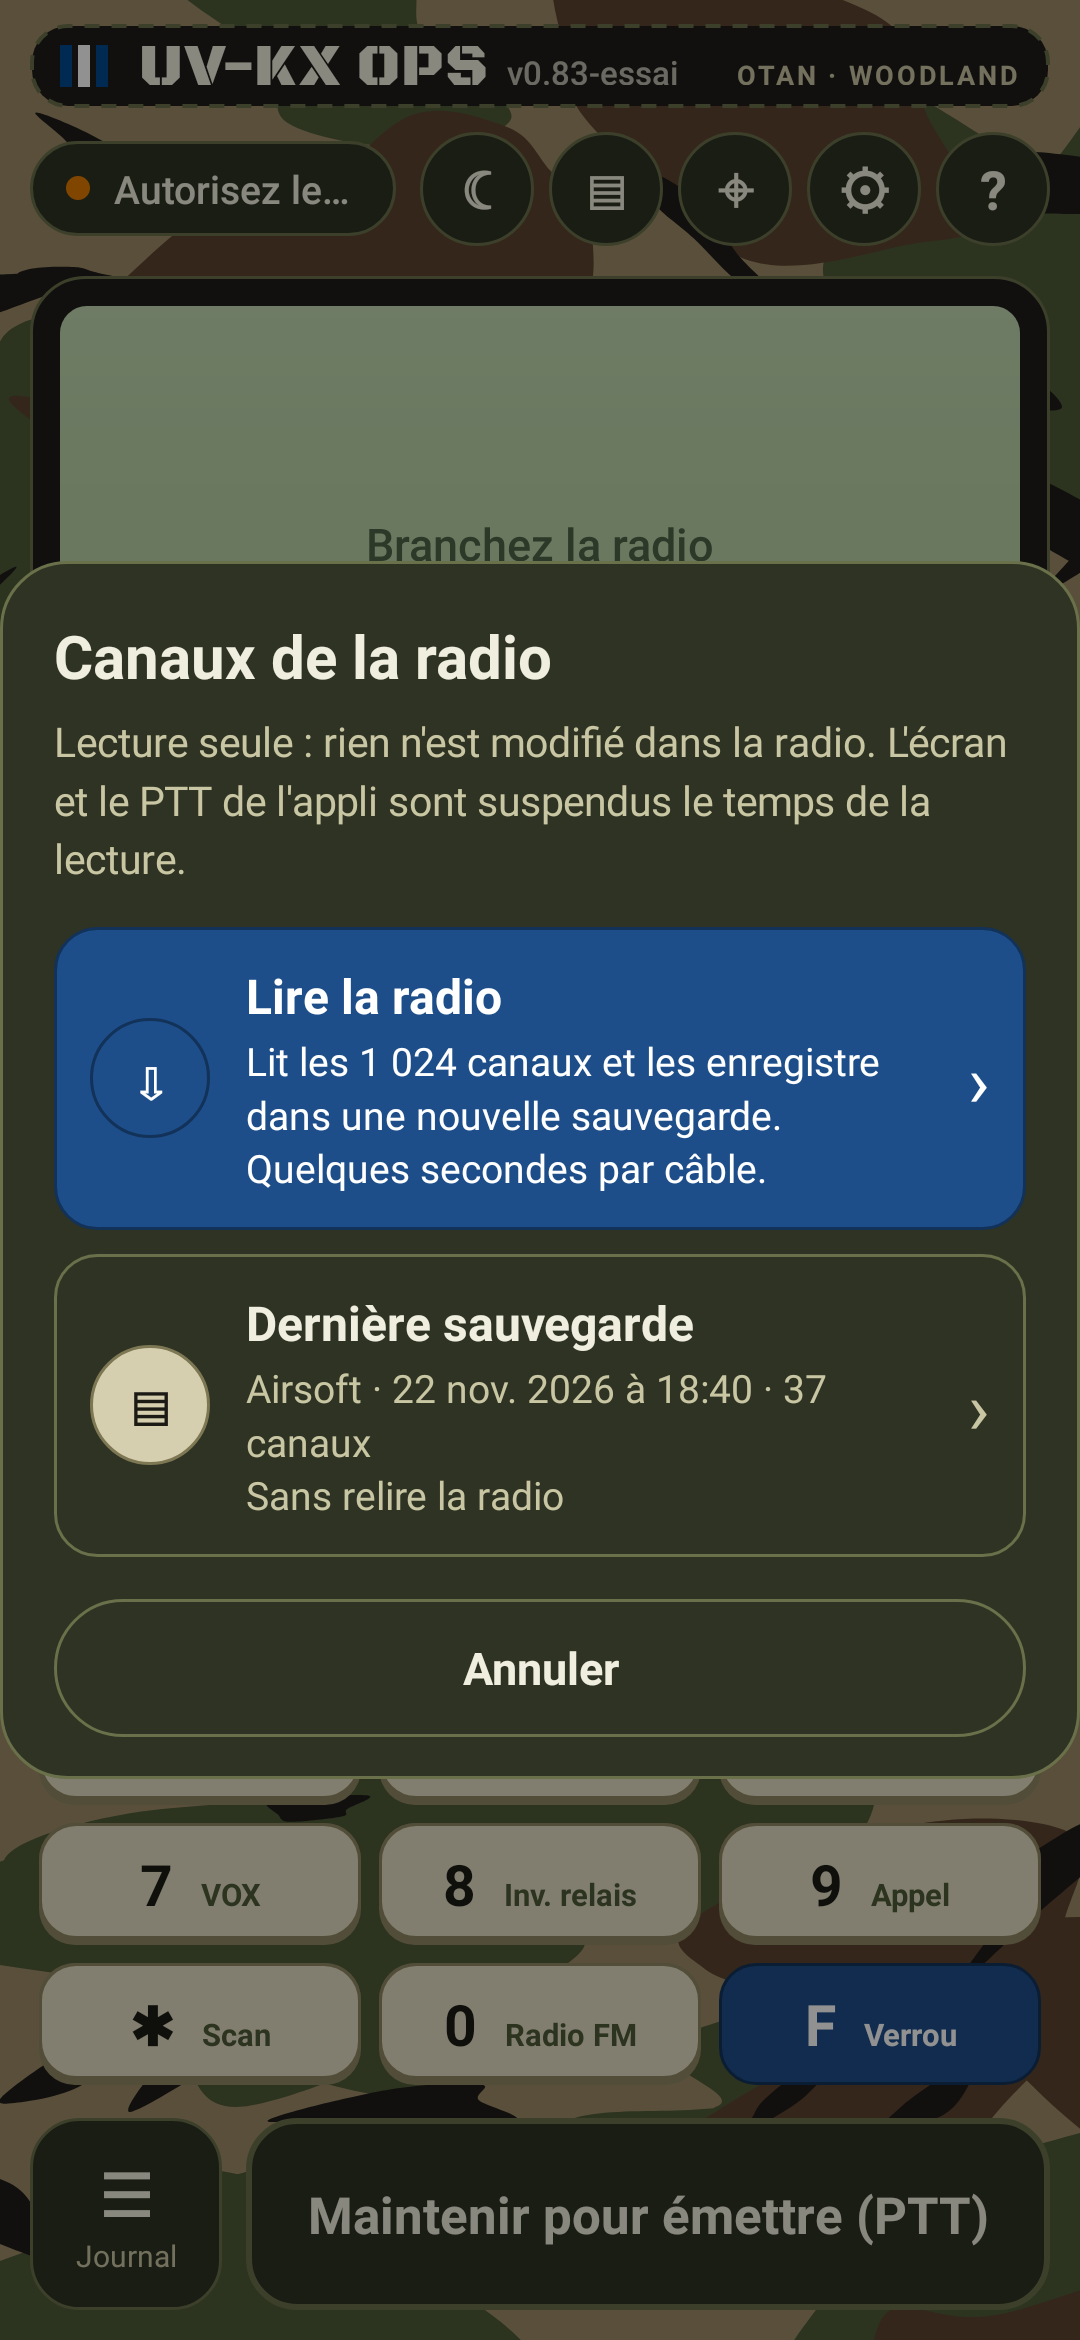 UV-KX OPS v0.83-essai OTAN · WOODLAND
Autorisez le… ?
Branchez la radio
Canaux de la radio
Lecture seule : rien n'est modifié dans la radio. L'écran
et le PTT de l'appli sont suspendus le temps de la
lecture.
Lire la radio
Lit les 1 024 canaux et les enregistre
dans une nouvelle sauvegarde.
Quelques secondes par câble.
Dernière sauvegarde
Airsoft · 22 nov. 2026 à 18:40 · 37
canaux
Sans relire la radio
Annuler
7 VOX 8 Inv. relais 9 Appel
✱ Scan 0 Radio FM F Verrou
Journal
Maintenir pour émettre (PTT)